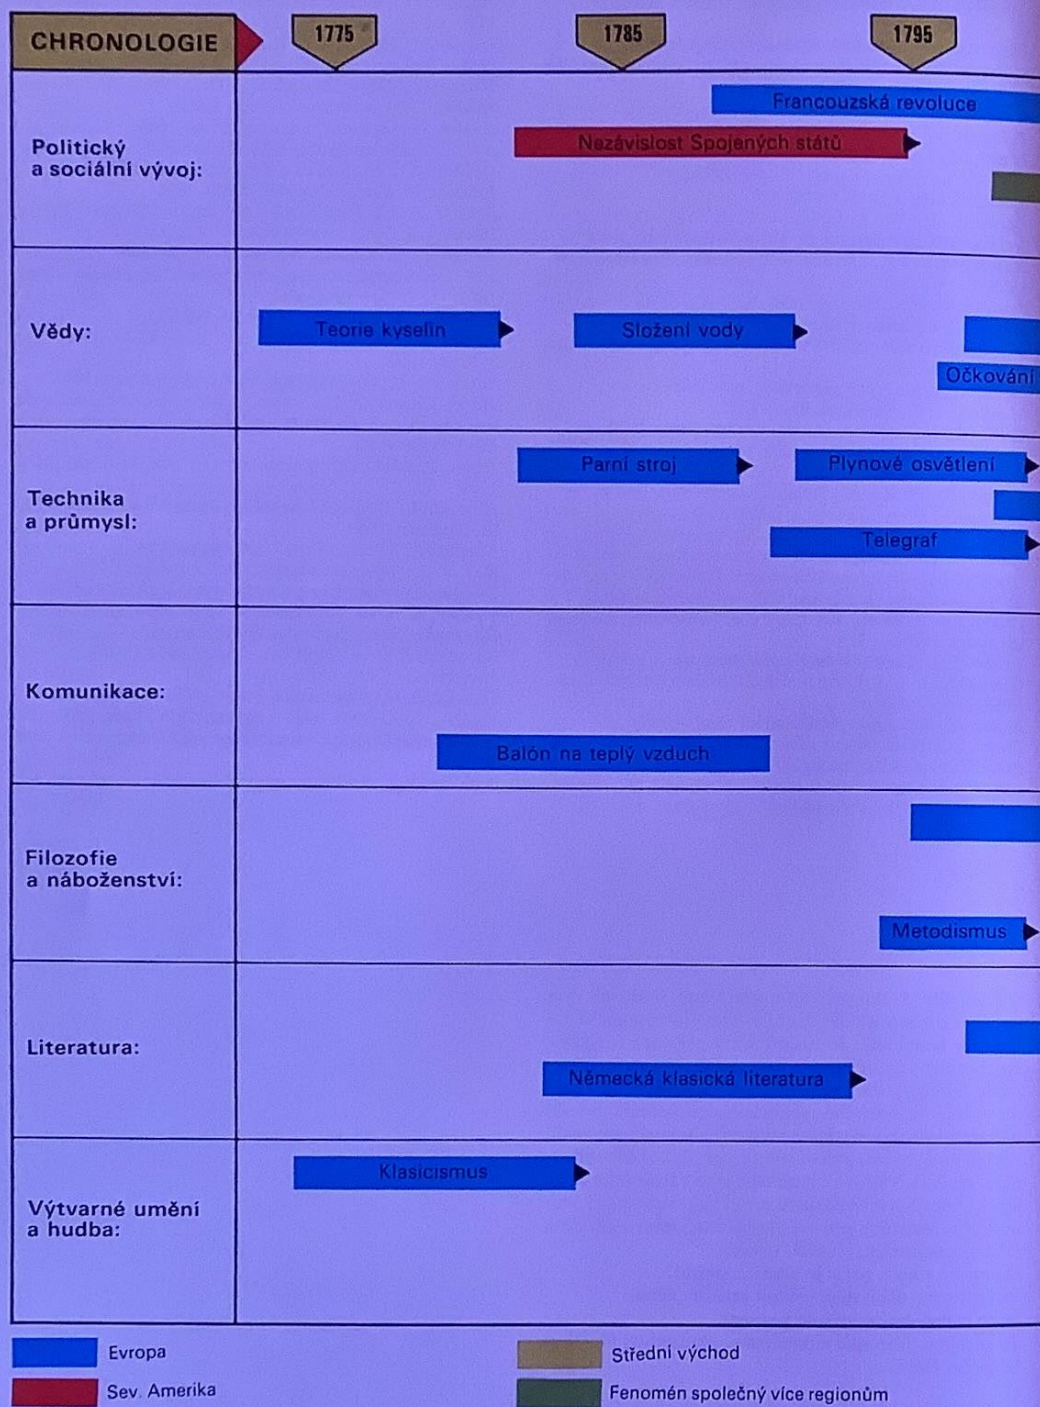 CHRONOLOGIE
1775
1785
1795
Politický
a sociální vývoj:
Francouzská revoluce
Nezávislost Spojených států
Vědy:
Teorie kyselin
Složení vody
Očkování
Technika
a průmysl:
Parní stroj
Plynové osvětlení
Telegraf
Komunikace:
Balón na teplý vzduch
Filozofie
a náboženství:
Metodismus
Literatura:
Německá klasická literatura
Výtvarné umění
a hudba:
Klasicismus
Evropa
Střední východ
Sev. Amerika
Fenomén společný více regionům